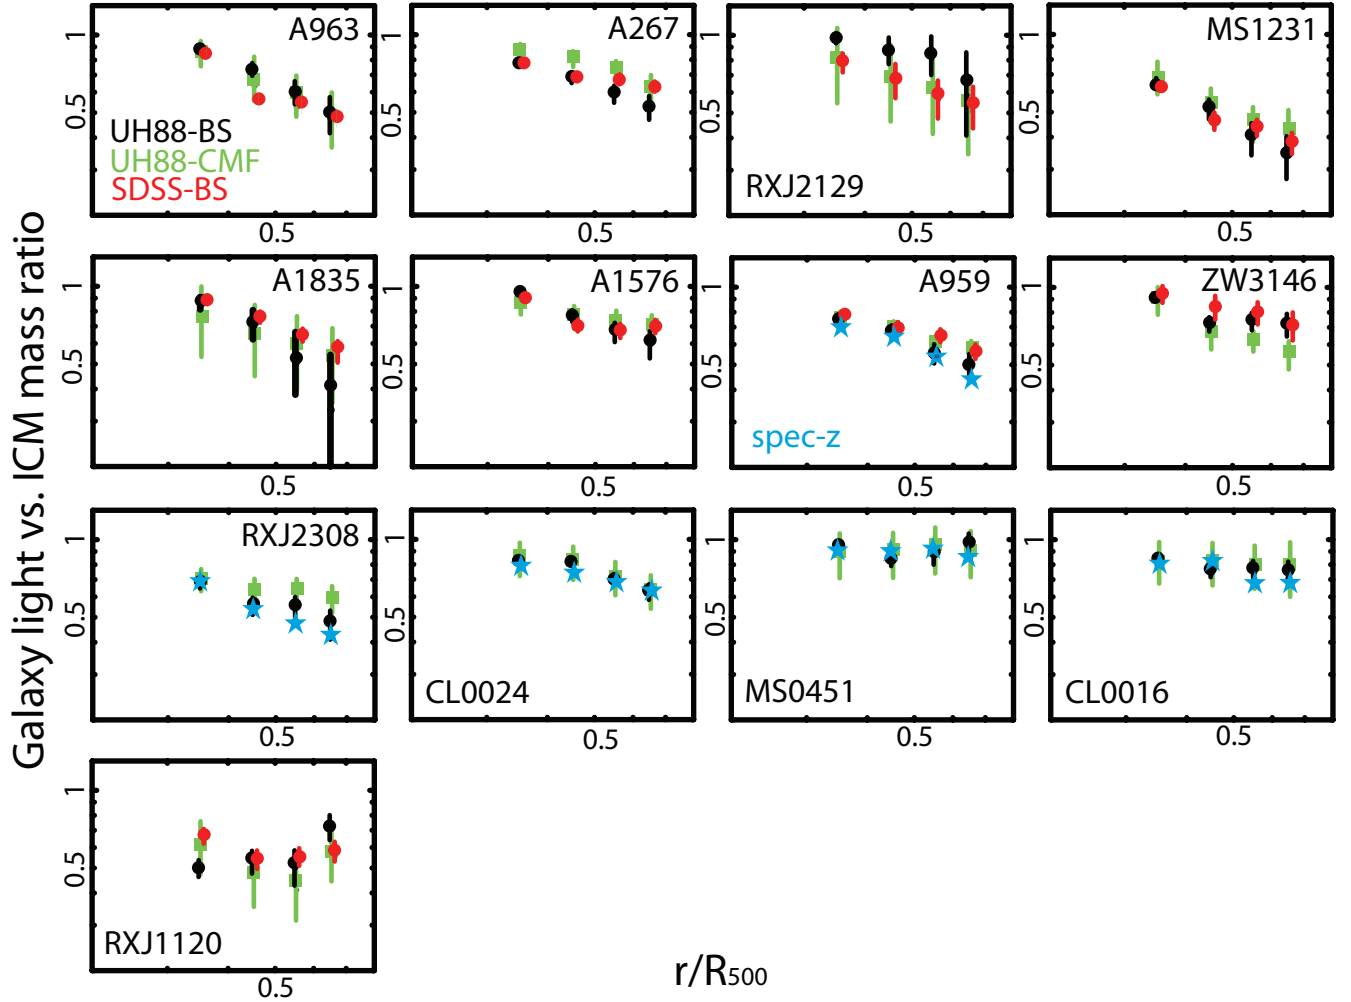 Galaxy light vs. ICM mass ratio
A963
1
0.5
UH88-BS
UH88-CMF
SDSS-BS
0.5
A267
1
0.5
0.5
RXJ2129
1
0.5
0.5
MS1231
1
0.5
0.5
A1835
1
0.5
0.5
A1576
1
0.5
0.5
A959
1
0.5
spec-z
0.5
ZW3146
1
0.5
0.5
RXJ2308
1
0.5
0.5
CL0024
1
0.5
0.5
MS0451
1
0.5
0.5
CL0016
1
0.5
0.5
RXJ1120
1
0.5
0.5
r/R500